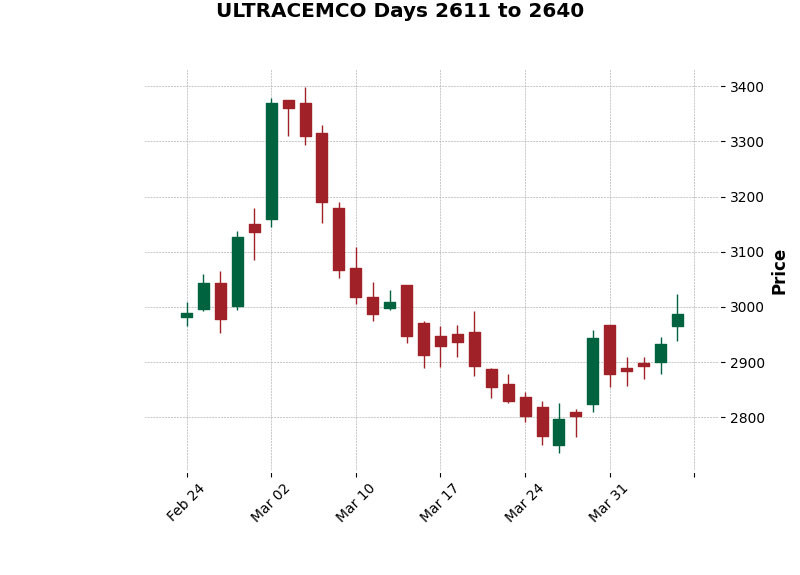 ULTRACEMCO Days 2611 to 2640
3400
3300
3200
3100
3000
2900
2800
Price
Feb 24
Mar 02
Mar 10
Mar 17
Mar 24
Mar 31